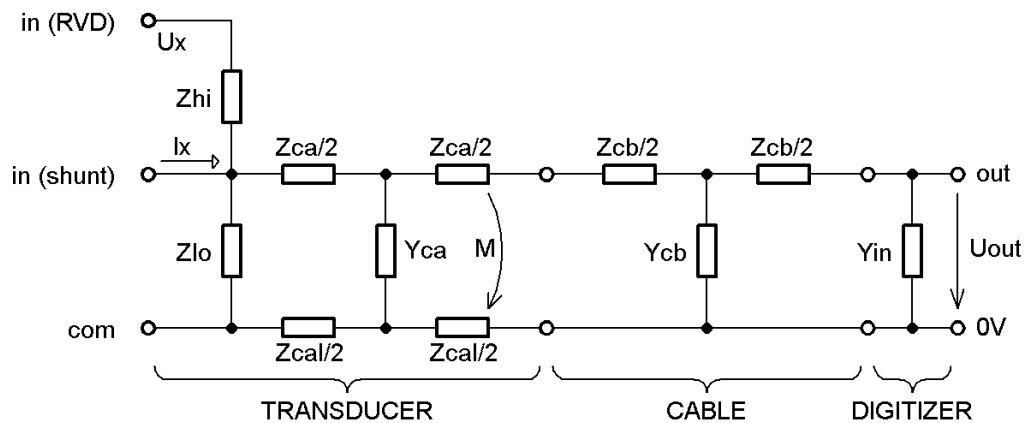 in (RVD)
Ux
Zhi
Ix
Zca/2
Zca/2
Zcb/2
Zcb/2
in (shunt)
out
Zlo
Yca
M
Ycb
Yin
Uout
com
0V
Zcal/2
Zcal/2
TRANSDUCER
CABLE
DIGITIZER